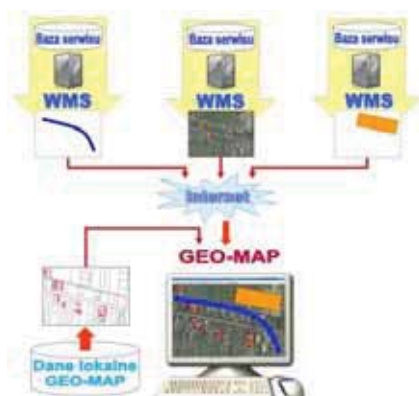 Baza serwisu
Baza serwisu
Baza serwisu
WMS
WMS
WMS
Internet
GEO-MAP
Dane lokalne
GEO-MAP